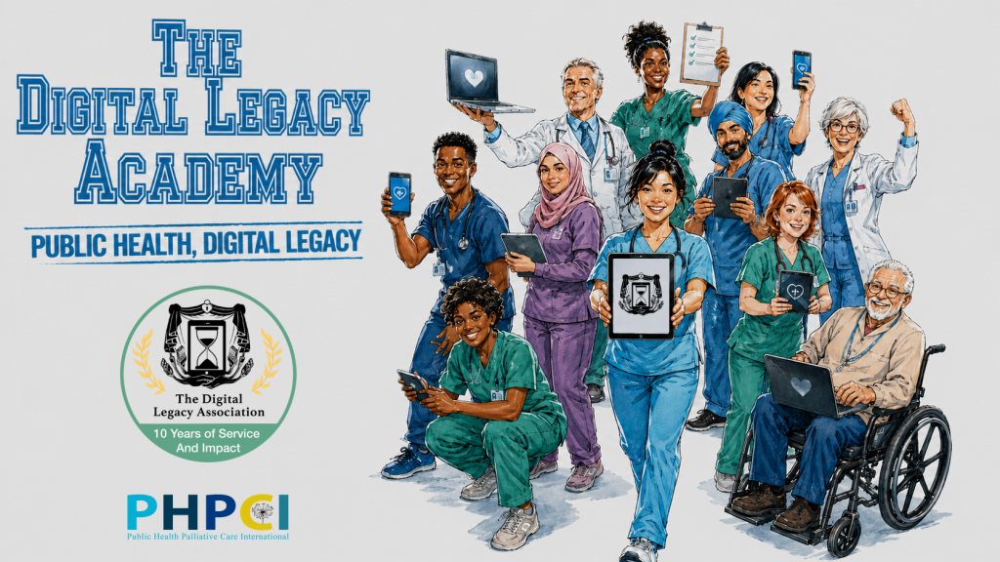 THE
DIGITAL LEGACY
ACADEMY
PUBLIC HEALTH, DIGITAL LEGACY
The Digital
Legacy Association
10 Years of Service
And Impact
PHPCI
Public Health Palliative Care International